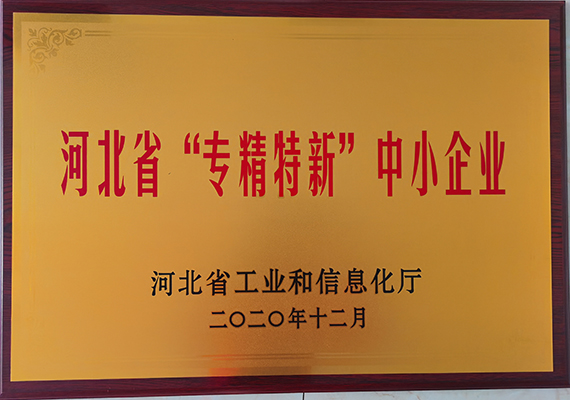 河北省“专精特新”中小企业
河北省工业和信息化厅
二〇二〇年十二月